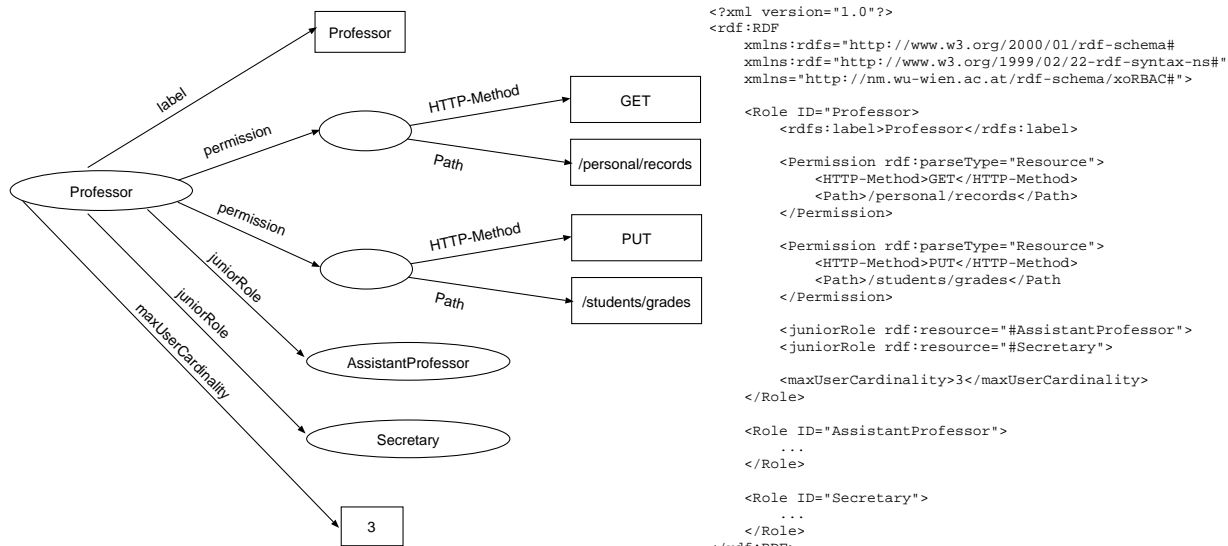 Professor
label
HTTP-Method
GET
permission
Path
/personal/records
Professor
permission
HTTP-Method
PUT
juniorRole
Path
/students/grades
juniorRole
maxUserCardinality
AssistantProfessor
Secretary
3
<?xml version="1.0"?>
<rdf:RDF
xmlns:rdfs="http://www.w3.org/2000/01/rdf-schema#
xmlns:rdf="http://www.w3.org/1999/02/22-rdf-syntax-ns#"
xmlns="http://nm.wu-wien.ac.at/rdf-schema/xoRBAC#">
<Role ID="Professor>
<rdfs:label>Professor</rdfs:label>
<Permission rdf:parseType="Resource">
<HTTP-Method>GET</HTTP-Method>
<Path>/personal/records</Path>
</Permission>
<Permission rdf:parseType="Resource">
<HTTP-Method>PUT</HTTP-Method>
<Path>/students/grades</Path
</Permission>
<juniorRole rdf:resource="#AssistantProfessor">
<juniorRole rdf:resource="#Secretary">
<maxUserCardinality>3</maxUserCardinality>
</Role>
<Role ID="AssistantProfessor">
...
</Role>
<Role ID="Secretary">
...
</Role>